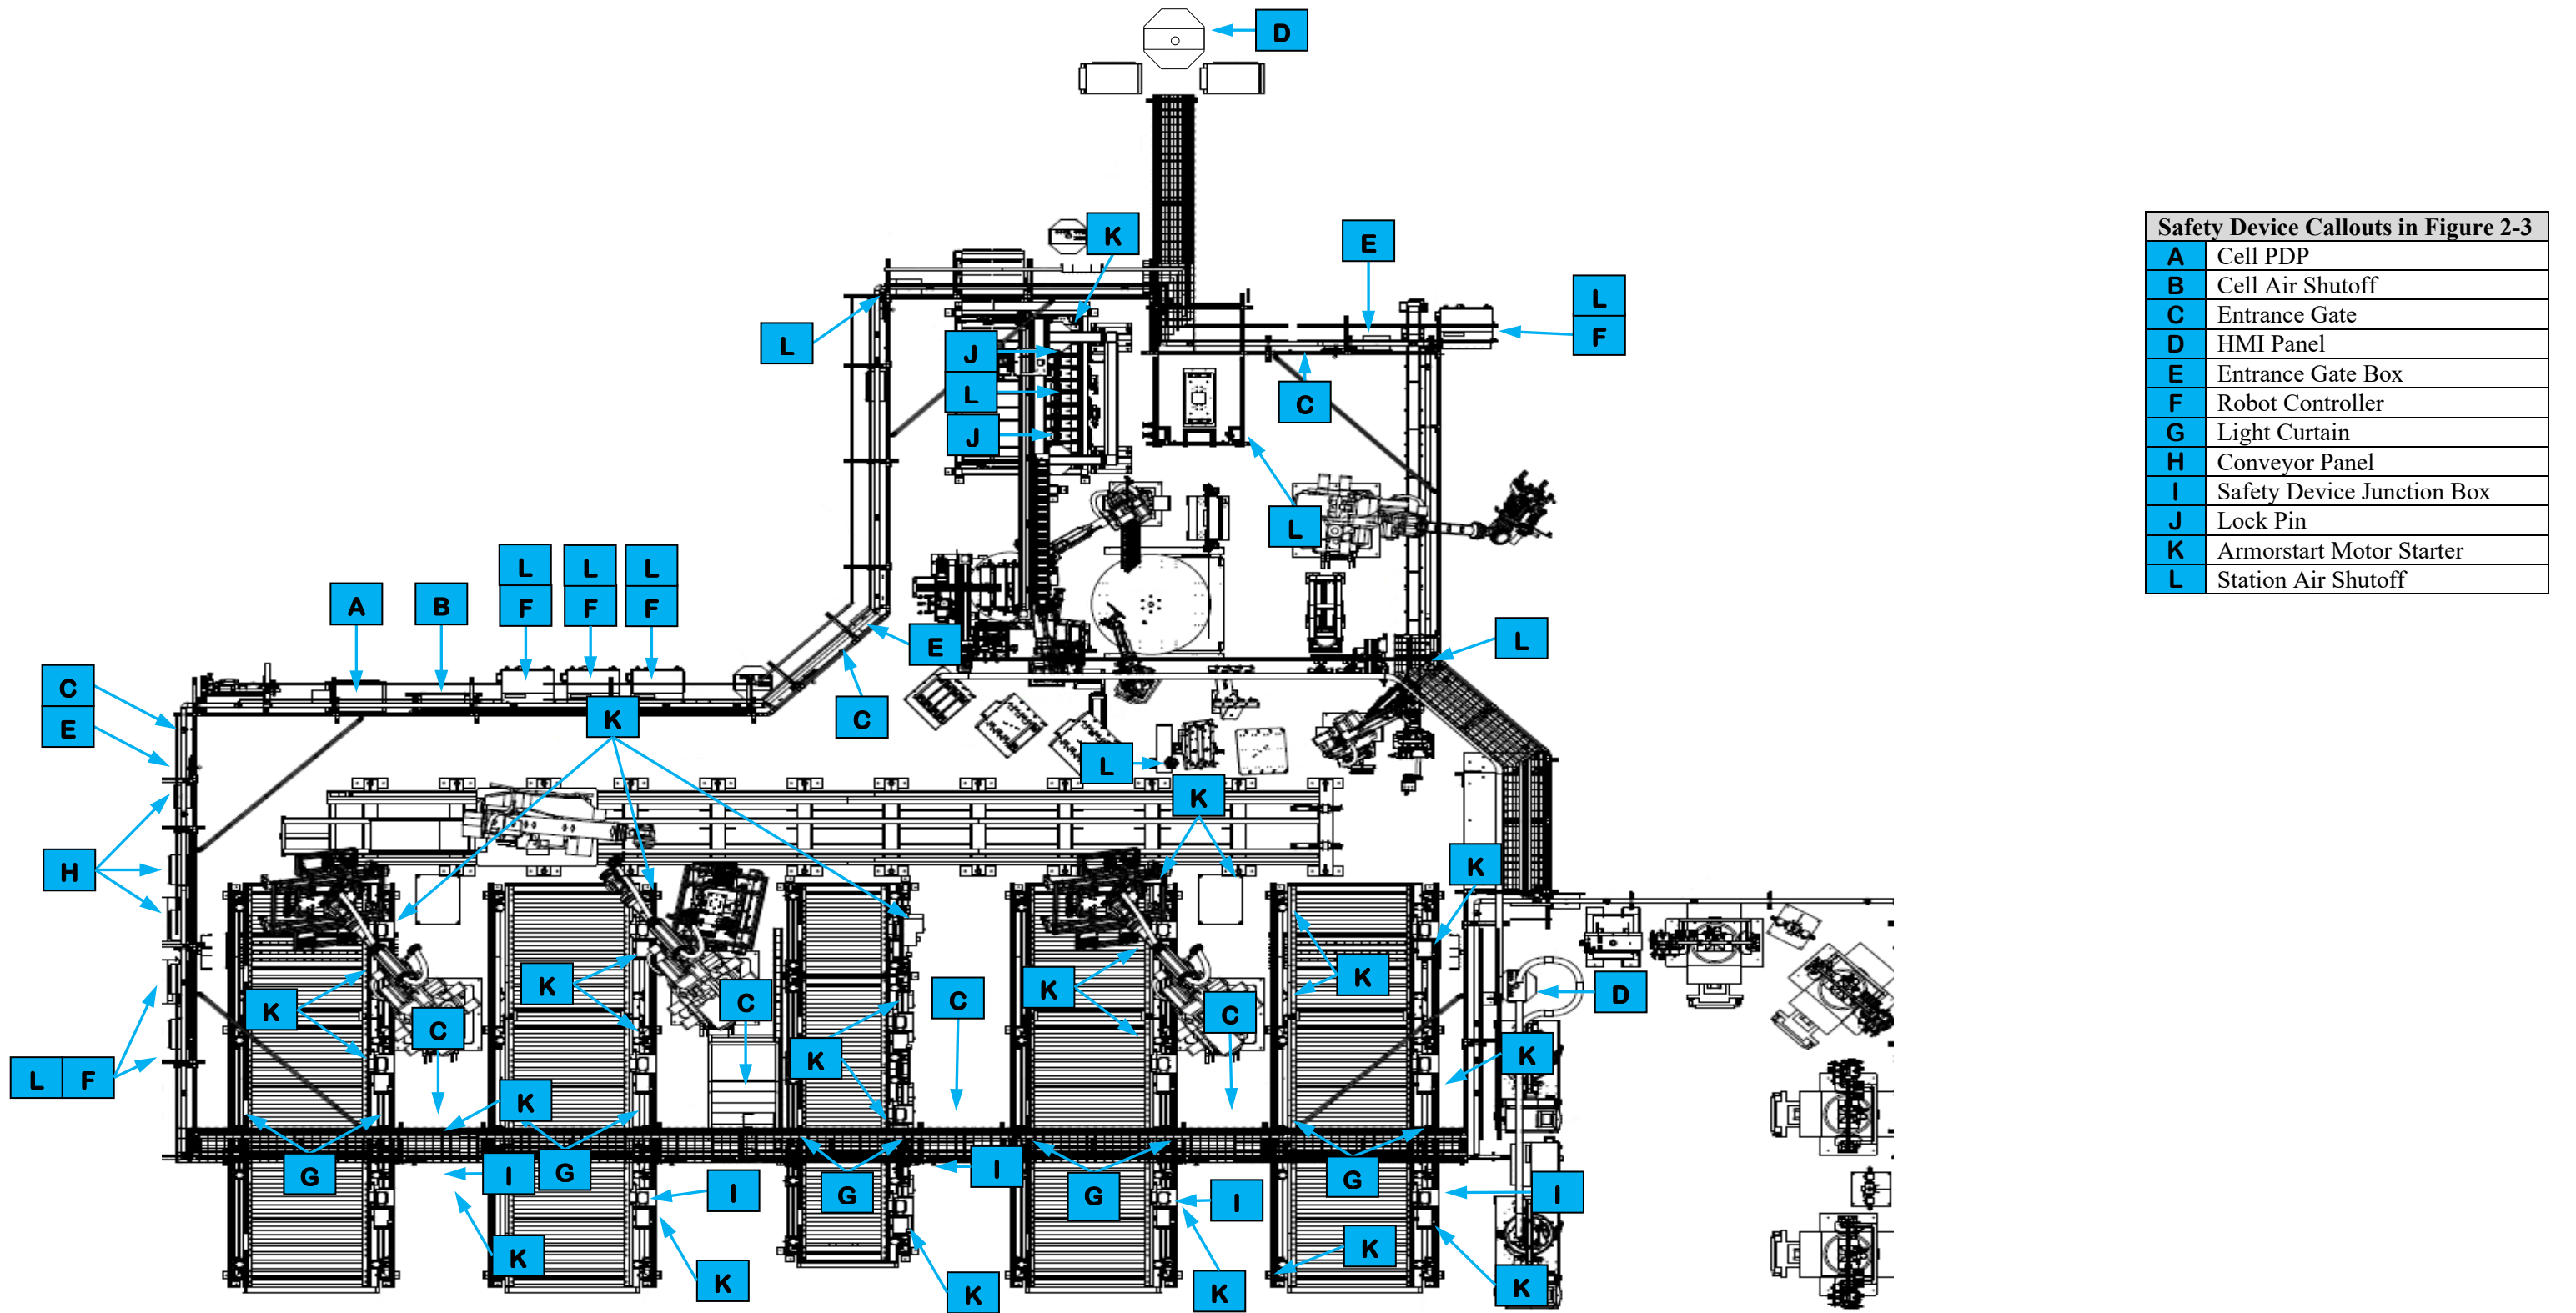 D
K
E
L
F
L
J
L
J
C
L
L L L
F F F
A
B
E
L
C
E
K
C
L
K
H
K
K
K
K
K
C
C
C
C
D
K
K
L F
K
G
I
G
I
G
I
G
I
G
I
K
K
K
K
K
K
Safety Device Callouts in Figure 2-3
A Cell PDP
B Cell Air Shutoff
C Entrance Gate
D HMI Panel
E Entrance Gate Box
F Robot Controller
G Light Curtain
H Conveyor Panel
I Safety Device Junction Box
J Lock Pin
K Armorstart Motor Starter
L Station Air Shutoff